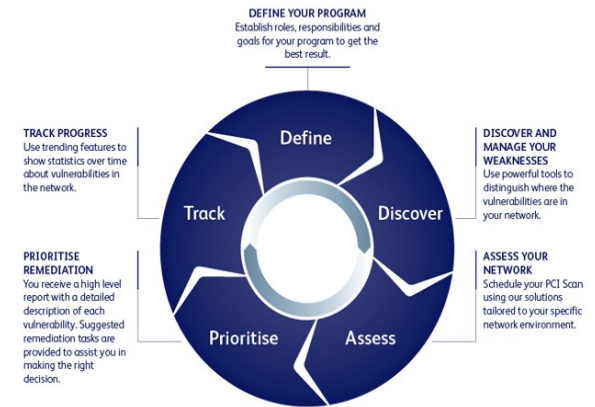 DEFINE YOUR PROGRAM
Establish roles, responsibilities and
goals for your program to get the
best result.
Define
DISCOVER AND
MANAGE YOUR
WEAKNESSES
Use powerful tools to
distinguish where the
vulnerabilities are in
your network.
Discover
ASSESS YOUR
NETWORK
Schedule your PCI Scan
using our solutions
tailored to your specific
network environment.
Assess
PRIORITISE
REMEDIATION
You receive a high level
report with a detailed
description of each
vulnerability. Suggested
remediation tasks are
provided to assist you in
making the right
decision.
Prioritise
TRACK PROGRESS
Use trending features to
show statistics over time
about vulnerabilities in
the network.
Track